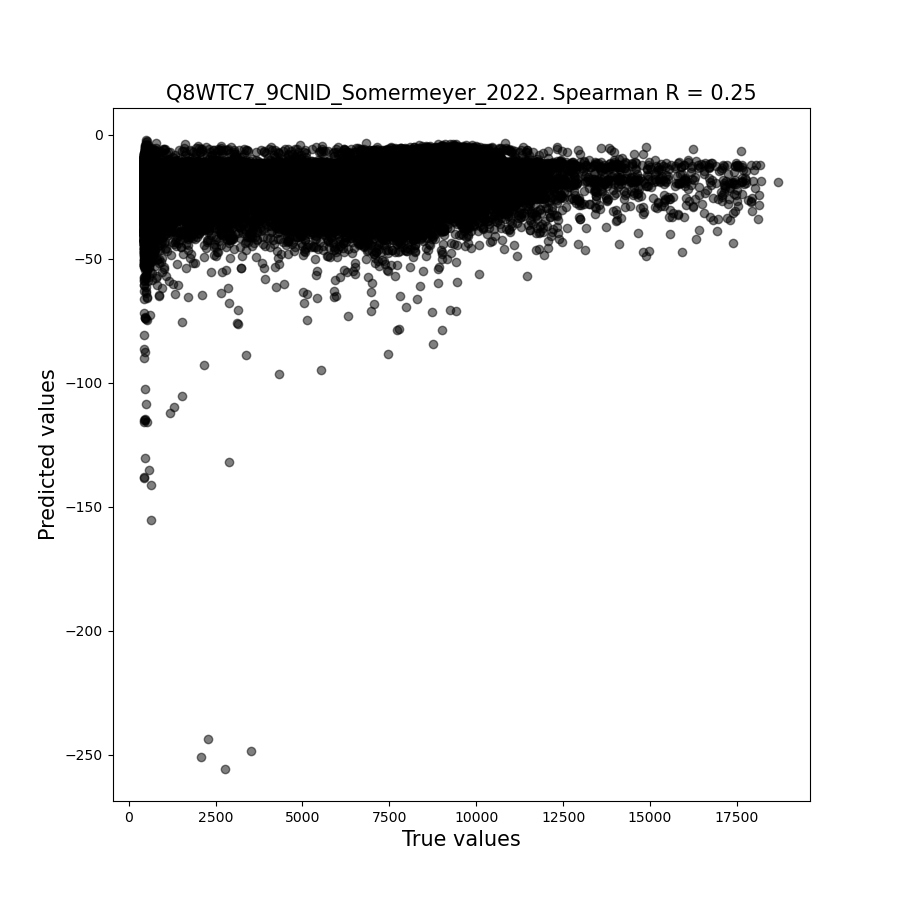 Q8WTC7_9CNID_Somermeyer_2022. Spearman R = 0.25
Predicted values
0
−50
−100
−150
−200
−250
0 2500 5000 7500 10000 12500 15000 17500
True values